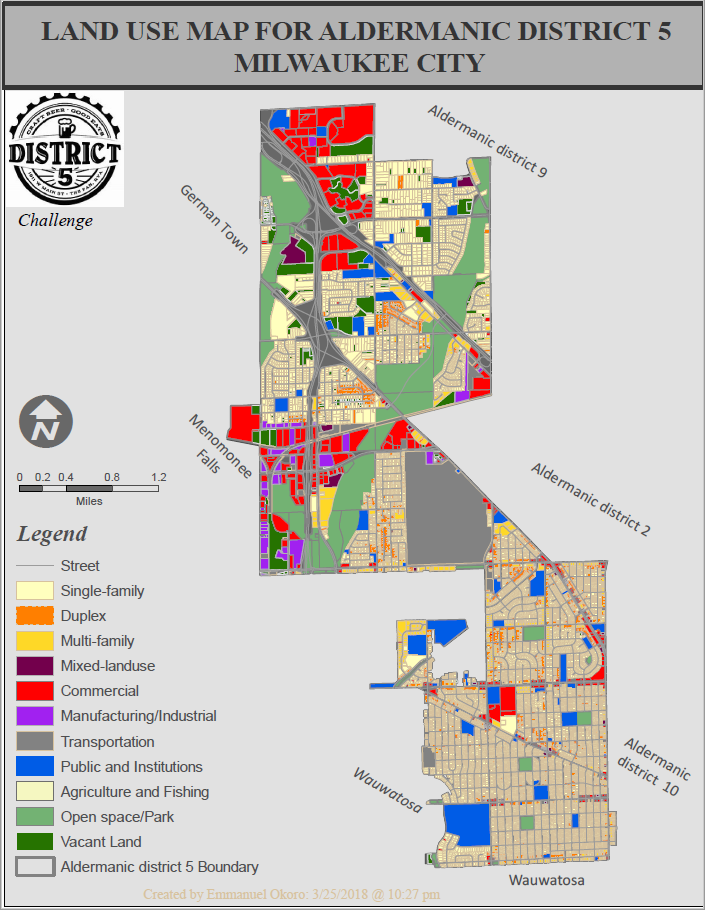 LAND USE MAP FOR ALDERMANIC DISTRICT 5
MILWAUKEE CITY
CRAFT BEER · GOOD EATS
DISTRICT
5
Challenge
Aldermanic district 9
German Town
Menomonee
Falls
Aldermanic district 2
N
0 0.2 0.4 0.8 1.2
Miles
Legend
Street
Single-family
Duplex
Multi-family
Mixed-landuse
Commercial
Manufacturing/Industrial
Transportation
Public and Institutions
Agriculture and Fishing
Open space/Park
Vacant Land
Aldermanic district 5 Boundary
Wauwatosa
Aldermanic
district 10
Wauwatosa
Created by Emmanuel Okoro: 3/25/2018 @ 10:27 pm